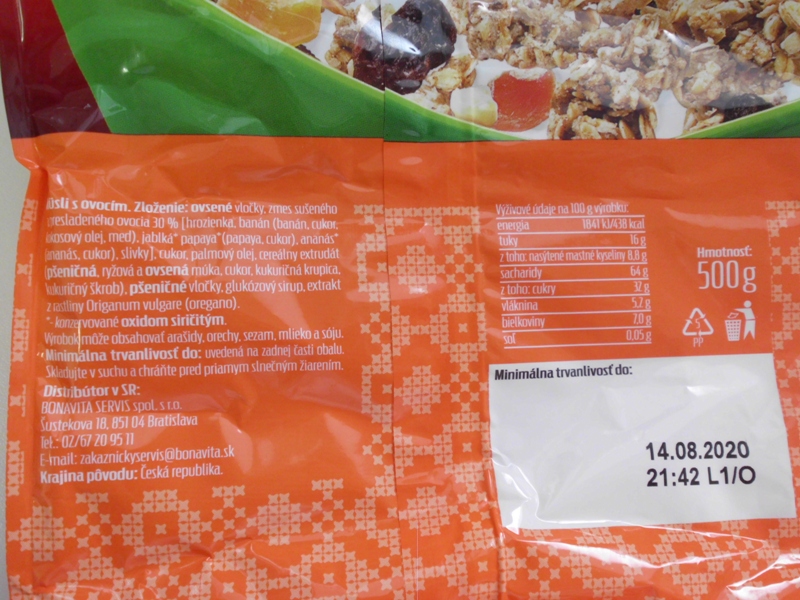 s ovocím. Zloženie: ovsené vločky, zmes sušeného
presladeného ovocia 30 % [hrozienka, banán (banán, cukor,
kokosový olej, med), jablká* papaya*(papaya, cukor), ananás*
(ananás, cukor), slivky], cukor, palmový olej, cereálny extrudát
(pšeničná, ryžová a ovsená múka, cukor, kukuričná krupica,
kukuričný škrob), pšeničné vločky, glukózový sirup, extrakt
z rastliny Origanum vulgare (oregano).
*- konzervované oxidom siričitým.
Výrobok môže obsahovať arašidy, orechy, sezam, mlieko a sóju.
Minimálna trvanlivosť do: uvedená na zadnej časti obalu.
Skladujte v suchu a chráňte pred priamym slnečným žiarením.
Distribútor v SR:
BONAVITA SERVIS spol. s r.o.
Šustekova 18, 851 04 Bratislava
Tel.: 02/67 20 95 11
E-mail: zakaznickyservis@bonavita.sk
Krajina pôvodu: Česká republika.
Výživové údaje na 100 g výrobku:
energia 1841 kJ/438 kcal
tuky 16 g
z toho: nasýtené mastné kyseliny 8,8 g
sacharidy 64 g
z toho: cukry 32 g
vláknina 5,2 g
bielkoviny 7,0 g
soľ 0,05 g
Hmotnosť:
500 g
5
PP
Minimálna trvanlivosť do:
14.08.2020
21:42 L1/O